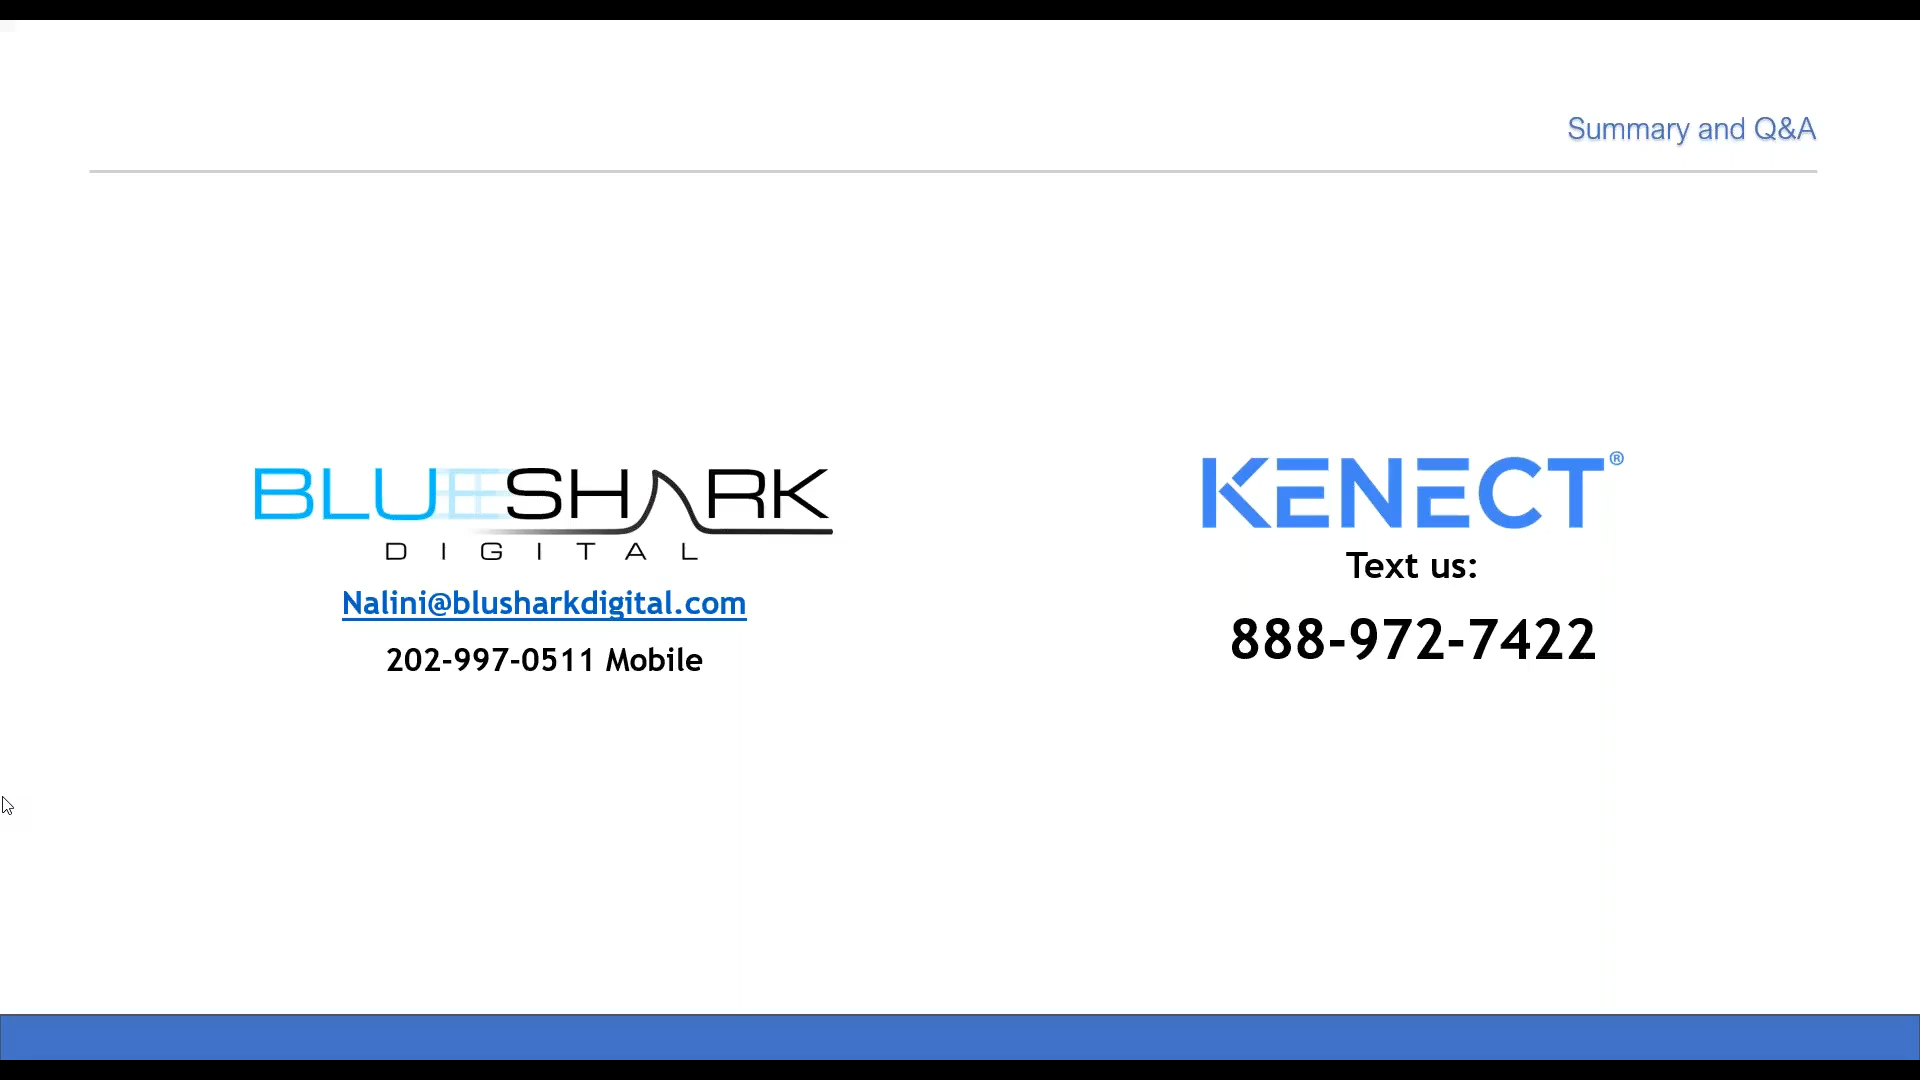 Summary and Q&A
BLUESHARK
DIGITAL
Nalini@blusharkdigital.com
202-997-0511 Mobile
KENECT®
Text us:
888-972-7422